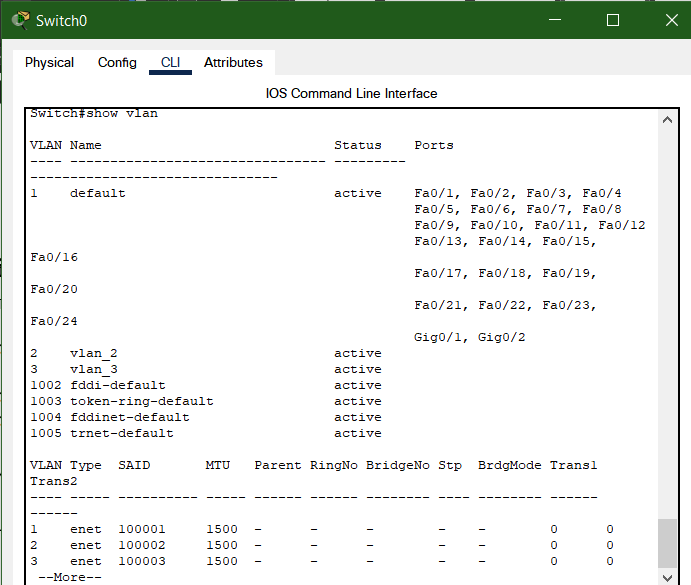 Switch0
Physical Config CLI Attributes
IOS Command Line Interface
Switch#show vlan
VLAN Name Status Ports
---- -------------------------------- ---------
-------------------------------
1 default active Fa0/1, Fa0/2, Fa0/3, Fa0/4
Fa0/5, Fa0/6, Fa0/7, Fa0/8
Fa0/9, Fa0/10, Fa0/11, Fa0/12
Fa0/13, Fa0/14, Fa0/15,
Fa0/16
Fa0/17, Fa0/18, Fa0/19,
Fa0/20
Fa0/21, Fa0/22, Fa0/23,
Fa0/24
Gig0/1, Gig0/2
2 vlan_2 active
3 vlan_3 active
1002 fddi-default active
1003 token-ring-default active
1004 fddinet-default active
1005 trnet-default active
VLAN Type SAID MTU Parent RingNo BridgeNo Stp BrdgMode Trans1
Trans2
---- ----- ---------- ----- ------ ------ -------- ---- -------- ------
------
1 enet 100001 1500 - - - - - 0 0
2 enet 100002 1500 - - - - - 0 0
3 enet 100003 1500 - - - - - 0 0
--More--